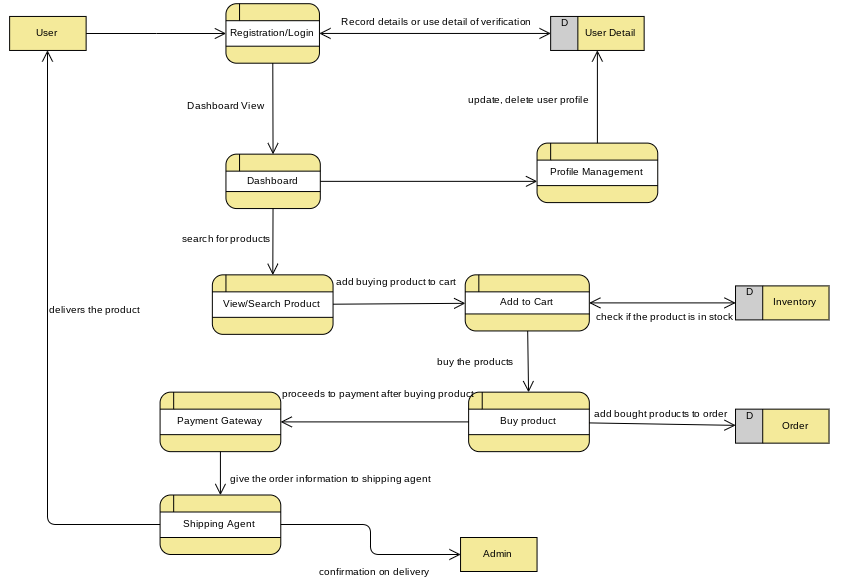 Record details or use detail of verification
D
User
Registration/Login
User Detail
Dashboard View
update, delete user profile
Dashboard
Profile Management
search for products
add buying product to cart
D
View/Search Product
Add to Cart
Inventory
delivers the product
check if the product is in stock
buy the products
proceeds to payment after buying product
add bought products to order
D
Payment Gateway
Buy product
Order
give the order information to shipping agent
Shipping Agent
Admin
confirmation on delivery